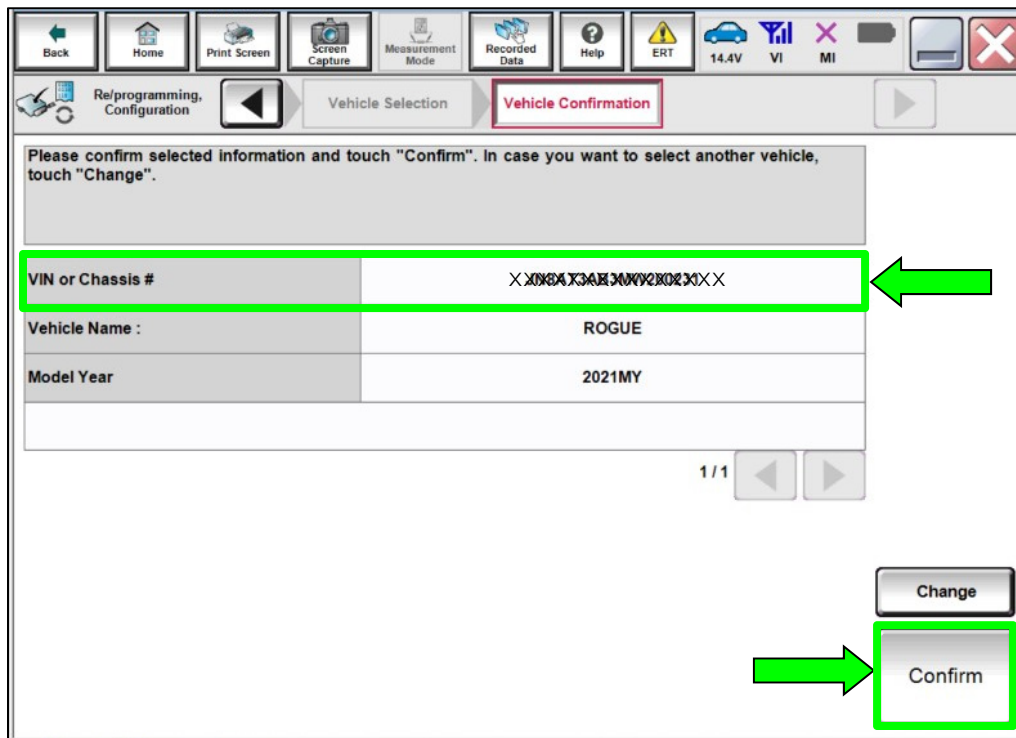 Back
Home
Print Screen
Screen Capture
Measurement Mode
Recorded Data
Help
ERT
14.4V
VI
MI
Re/programming, Configuration
Vehicle Selection
Vehicle Confirmation
Please confirm selected information and touch "Confirm". In case you want to select another vehicle,
touch "Change".
VIN or Chassis #
Vehicle Name :
ROGUE
Model Year
2021MY
1/1
Change
Confirm